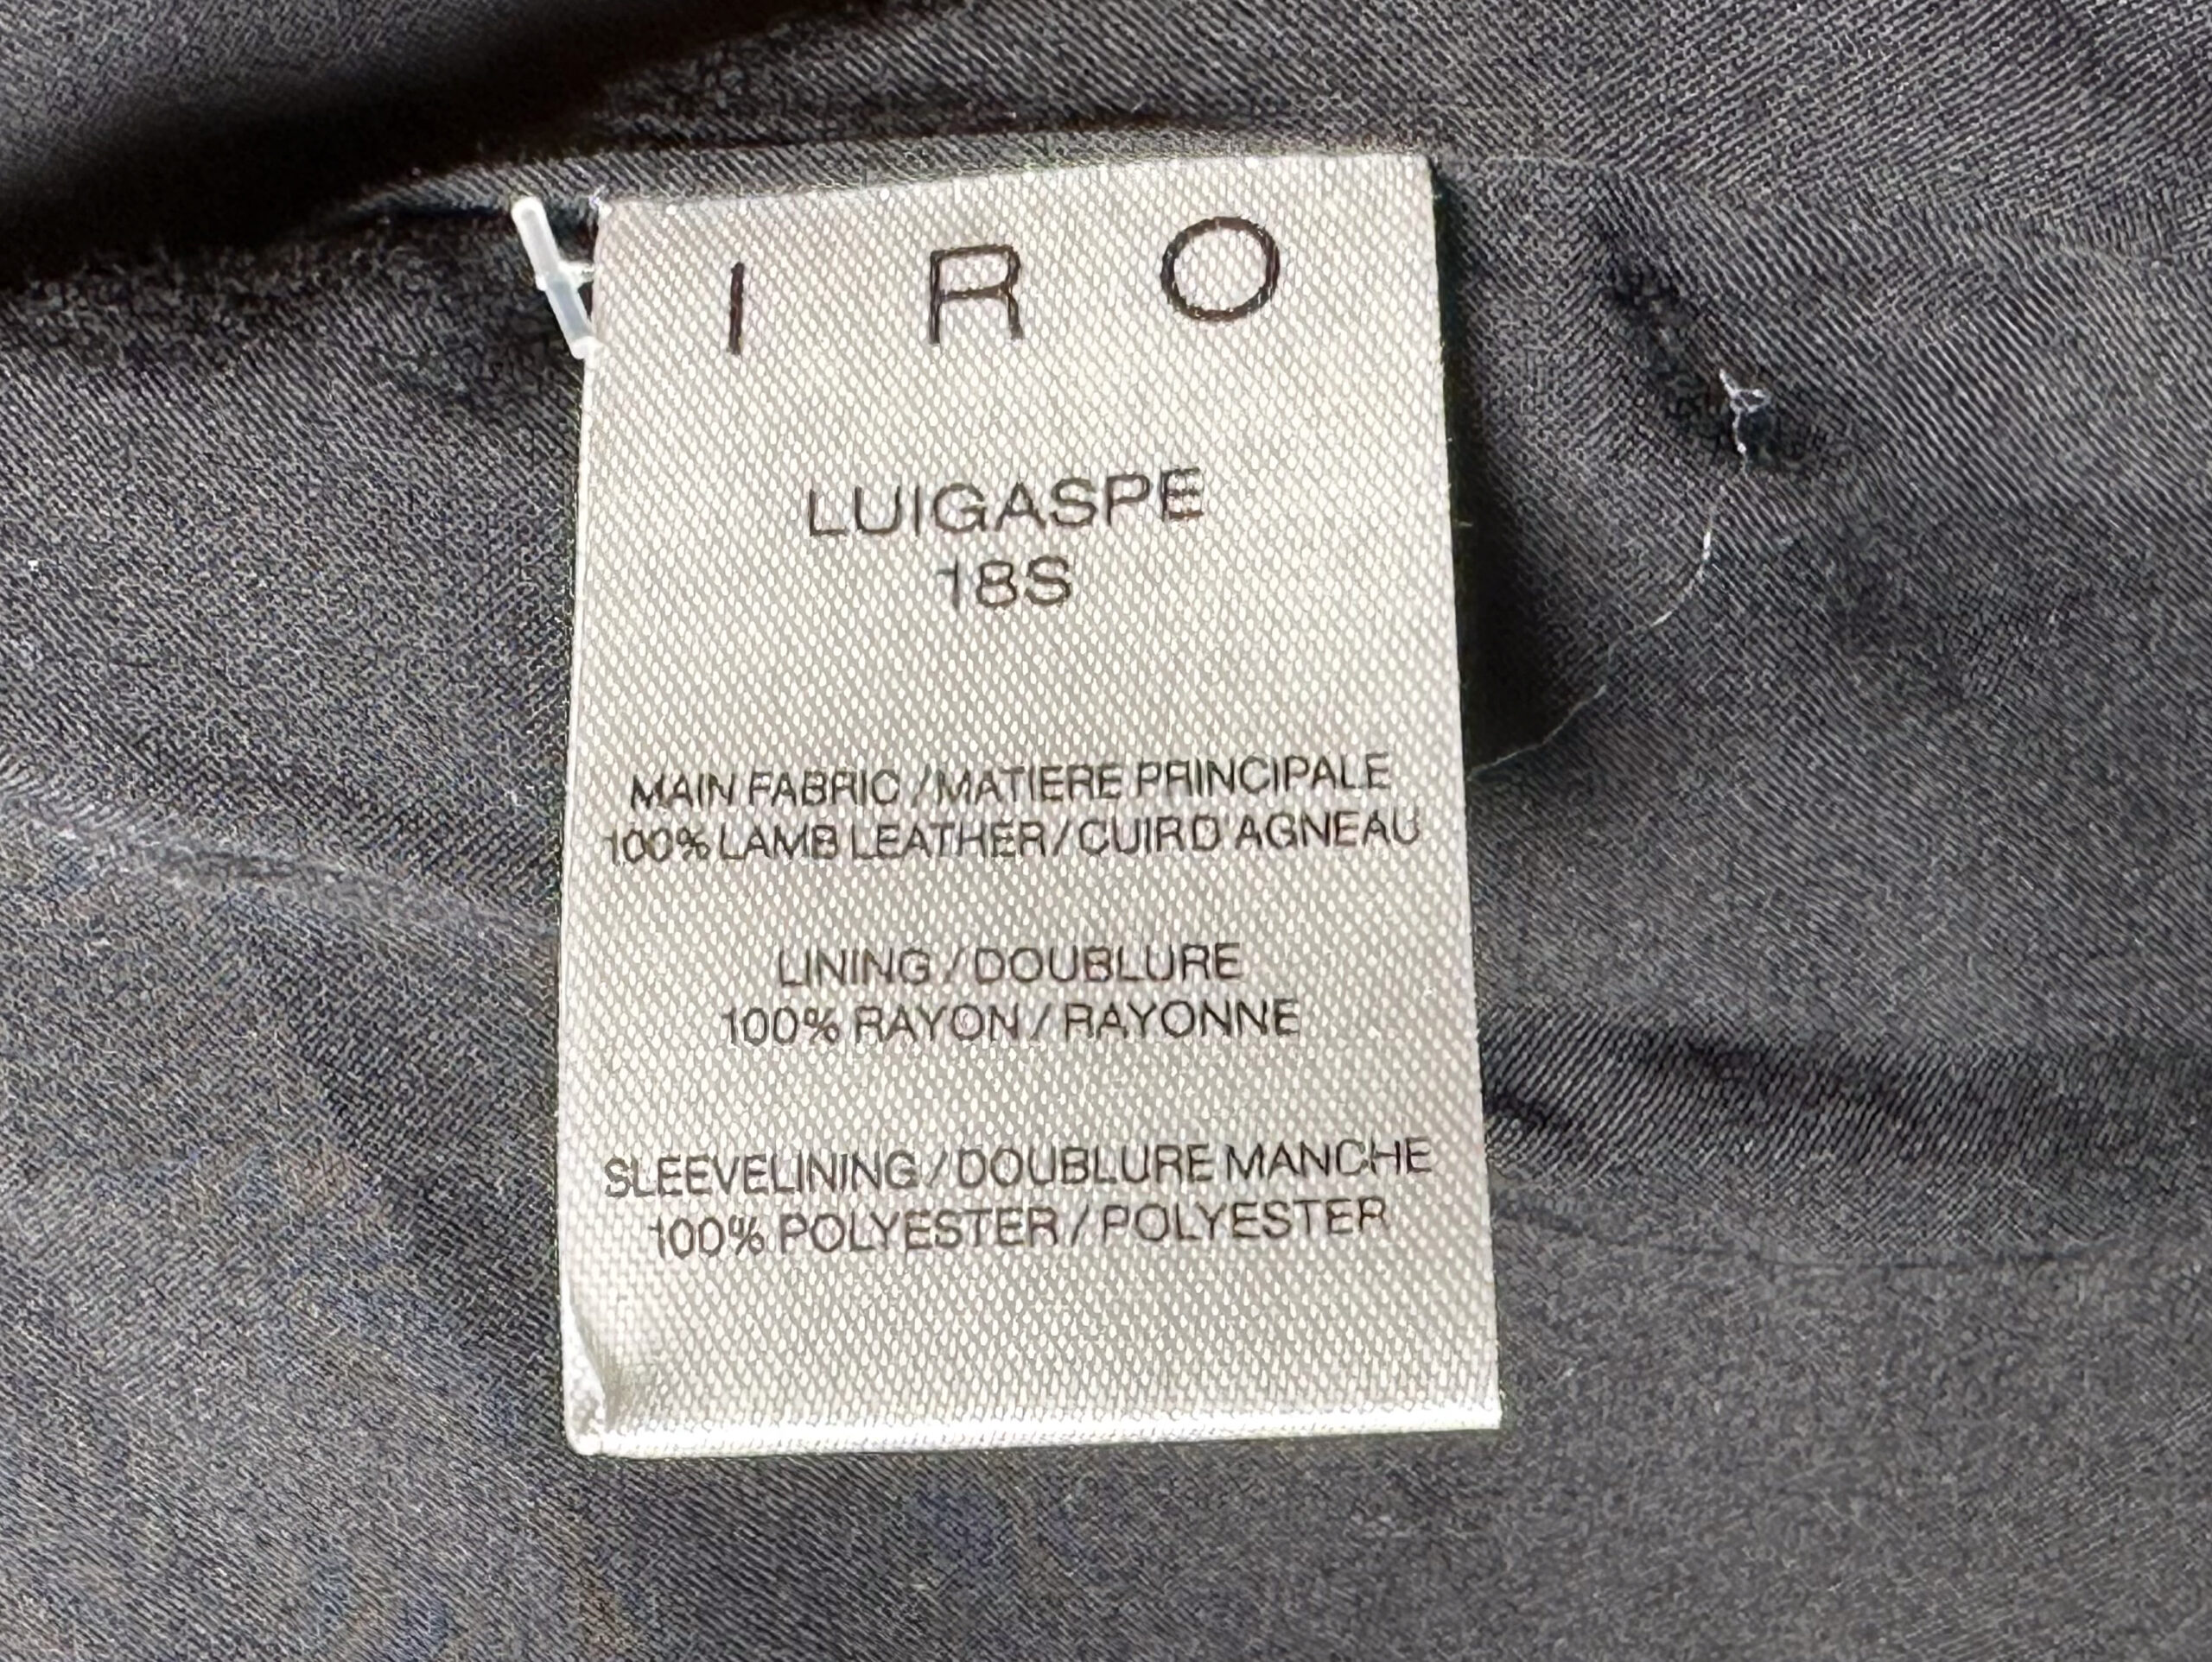 I R O
LUIGASPE
18S
MAIN FABRIC / MATIERE PRINCIPALE
100% LAMB LEATHER / CUIR D'AGNEAU
LINING / DOUBLURE
100% RAYON / RAYONNE
SLEEVELINING / DOUBLURE MANCHE
100% POLYESTER / POLYESTER